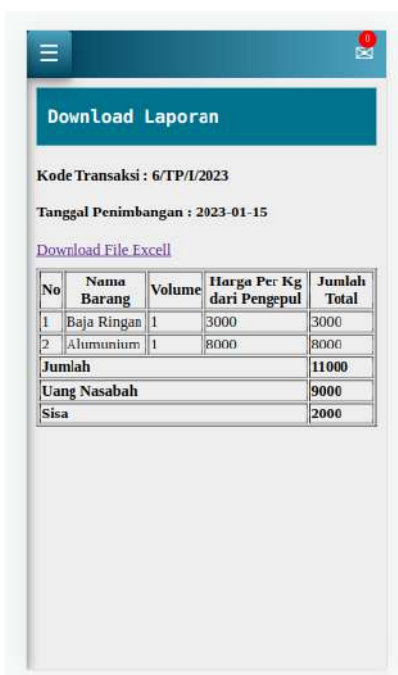 0
Download Laporan
Kode Transaksi : 6/TP/I/2023
Tanggal Penimbangan : 2023-01-15
Download File Excell
No Nama Barang Volume Harga Per Kg dari Pengepul Jumlah Total
1 Baja Ringan 1 3000 3000
2 Alumunium 1 8000 8000
Jumlah 11000
Uang Nasabah 9000
Sisa 2000